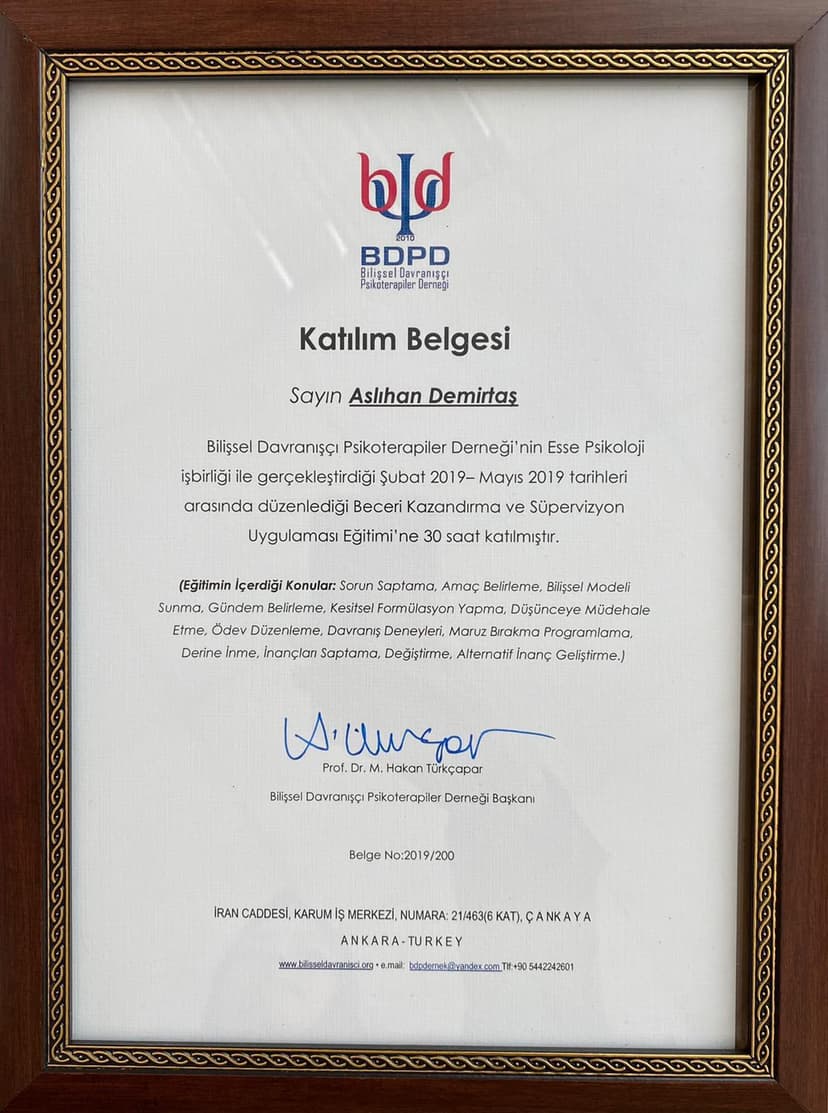 bψd
2010
BDPD
Bilişsel Davranışçı
Psikoterapiler Derneği
Katılım Belgesi
Sayın Aslıhan Demirtaş
Bilişsel Davranışçı Psikoterapiler Derneği'nin Esse Psikoloji
işbirliği ile gerçekleştirdiği Şubat 2019– Mayıs 2019 tarihleri
arasında düzenlediği Beceri Kazandırma ve Süpervizyon
Uygulaması Eğitimi'ne 30 saat katılmıştır.
(Eğitimin İçerdiği Konular: Sorun Saptama, Amaç Belirleme, Bilişsel Modeli
Sunma, Gündem Belirleme, Kesitsel Formülasyon Yapma, Düşünceye Müdehale
Etme, Ödev Düzenleme, Davranış Deneyleri, Maruz Bırakma Programlama,
Derine İnme, İnançları Saptama, Değiştirme, Alternatif İnanç Geliştirme.)
Prof. Dr. M. Hakan Türkçapar
Bilişsel Davranışçı Psikoterapiler Derneği Başkanı
Belge No:2019/200
İRAN CADDESİ, KARUM İŞ MERKEZİ, NUMARA: 21/463(6 KAT), Ç A N K A Y A
A N K A R A - T U R K E Y
www.bilisseldavranisci.org • e.mail: bdpdernek@yandex.com Tlf:+90 5442242601